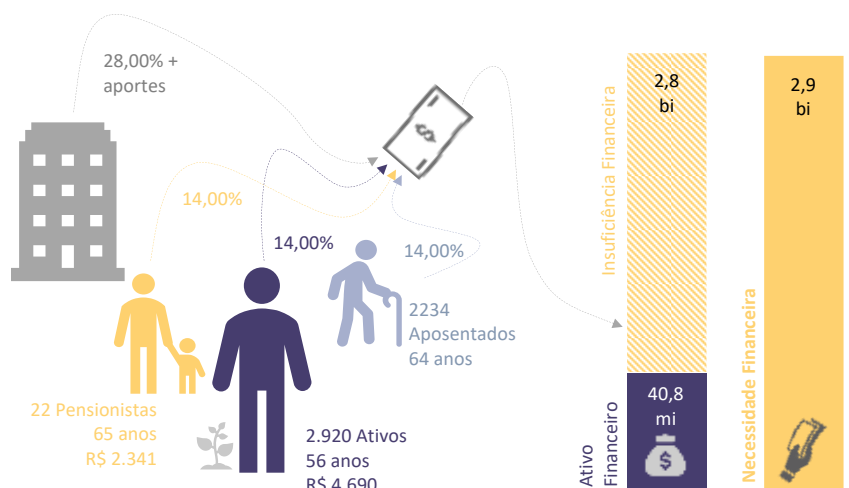 28,00% +
aportes
14,00%
14,00%
14,00%
2234
Aposentados
64 anos
22 Pensionistas
65 anos
R$ 2.341
2.920 Ativos
56 anos
R$ 4.690
Insuficiência Financeira
2,8
bi
Ativo
Financeiro
40,8
mi
$
Necessidade Financeira
2,9
bi
$